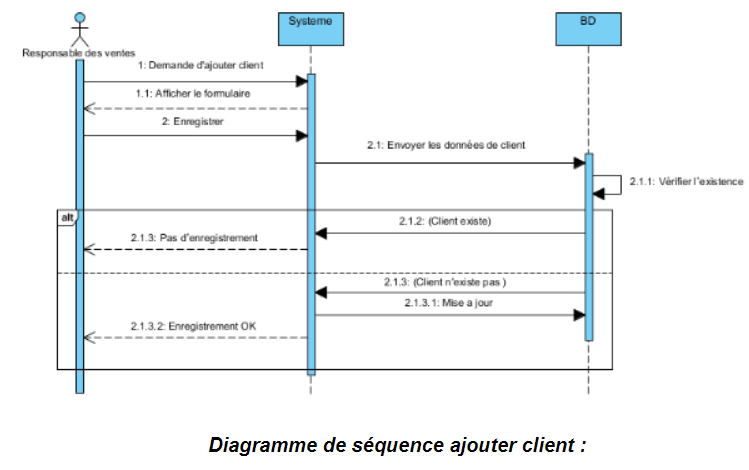 Systeme
BD
Responsable des ventes
1: Demande d'ajouter client
1.1: Afficher le formulaire
2: Enregistrer
2.1: Envoyer les données de client
2.1.1: Vérifier l'existence
alt
2.1.2: (Client existe)
2.1.3: Pas d'enregistrement
2.1.3: (Client n'existe pas )
2.1.3.1: Mise a jour
2.1.3.2: Enregistrement OK
Diagramme de séquence ajouter client :